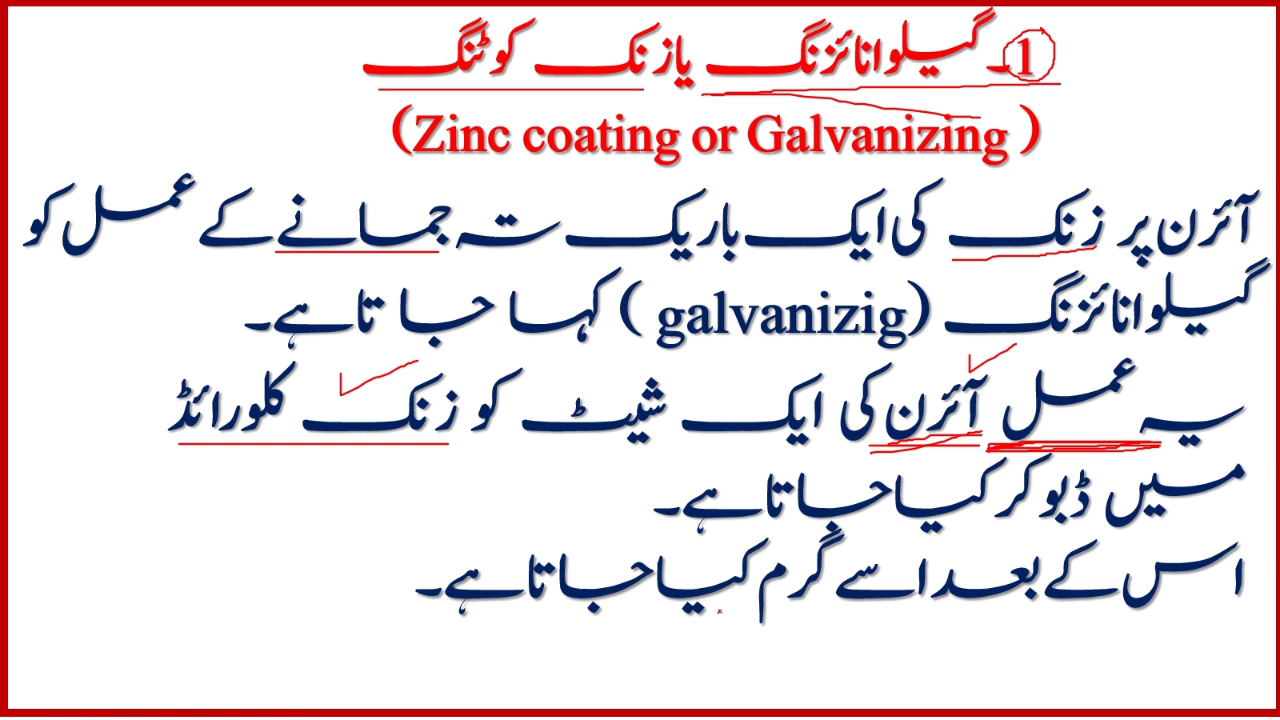 1۔گیلوانائزنگ یازنک کوٹنگ
(Zinc coating or Galvanizing )
آئرن پر زنک کی ایک باریک تہ جمانے کے عمل کو
گیلوانائزنگ (galvanizig ) کہا جاتا ہے۔
یہ عمل آئرن کی ایک شیٹ کو زنک کلورائڈ
میں ڈبو کر کیا جاتا ہے۔
اس کے بعد اسے گرم کیا جاتا ہے۔